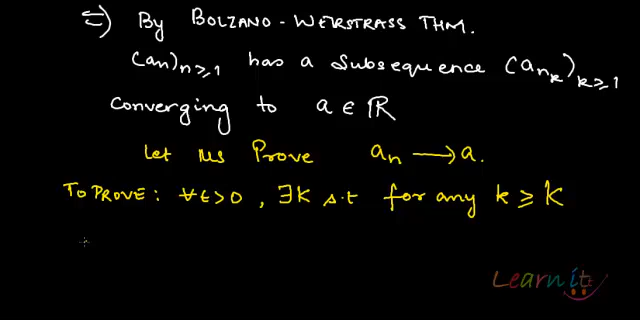 ⇒) By BOLZANO - WEIRSTRASS THM.
(an)n≥1 has a subsequence (ank)k≥1
converging to a ∈ ℝ
Let us Prove an → a.
TO PROVE: ∀ϵ>0, ∃K s.t for any k ≥ K
Learnit